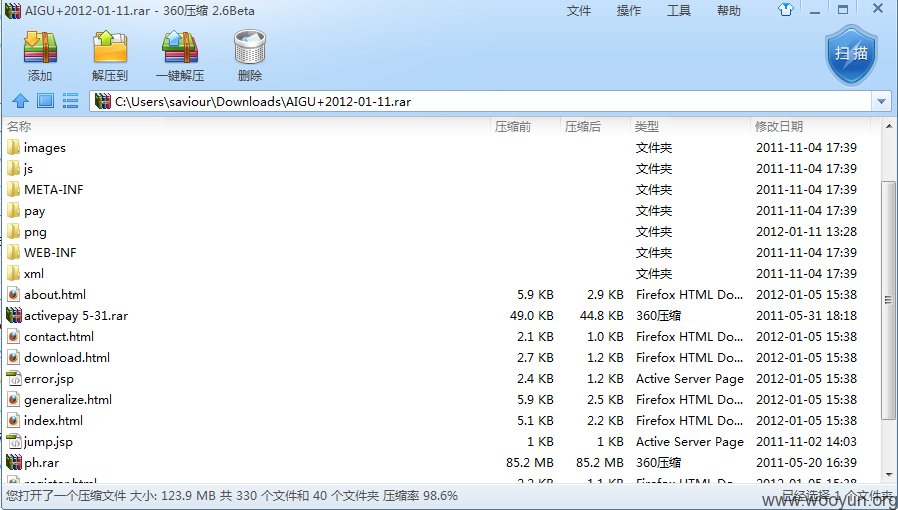 AIGU+2012-01-11.rar - 360压缩 2.6Beta 文件 操作 工具 帮助
添加 解压到 一键解压 删除 扫描
C:\Users\saviour\Downloads\AIGU+2012-01-11.rar
名称 压缩前 压缩后 类型 修改日期
images 文件夹 2011-11-04 17:39
js 文件夹 2011-11-04 17:39
META-INF 文件夹 2011-11-04 17:39
pay 文件夹 2011-11-04 17:39
png 文件夹 2012-01-11 13:28
WEB-INF 文件夹 2011-11-04 17:39
xml 文件夹 2011-11-04 17:39
about.html 5.9 KB 2.9 KB Firefox HTML Do... 2012-01-05 15:38
activepay 5-31.rar 49.0 KB 44.8 KB 360压缩 2011-05-31 18:18
contact.html 2.1 KB 1.0 KB Firefox HTML Do... 2012-01-05 15:38
download.html 2.7 KB 1.2 KB Firefox HTML Do... 2012-01-05 15:38
error.jsp 2.4 KB 1.2 KB Active Server Page 2012-01-05 15:38
generalize.html 5.9 KB 2.5 KB Firefox HTML Do... 2012-01-05 15:38
index.html 5.1 KB 2.2 KB Firefox HTML Do... 2012-01-05 15:38
jump.jsp 1 KB 1 KB Active Server Page 2011-11-02 14:03
ph.rar 85.2 MB 85.2 MB 360压缩 2011-05-20 16:39
register.html 2.2 KB 1.1 KB Firefox HTML Do... 2012-01-05 15:38
您打开了一个压缩文件 大小: 123.9 MB 共 330 个文件和 40 个文件夹 压缩率 98.6% 已经选择 1 个文件夹
www.wooyun.org